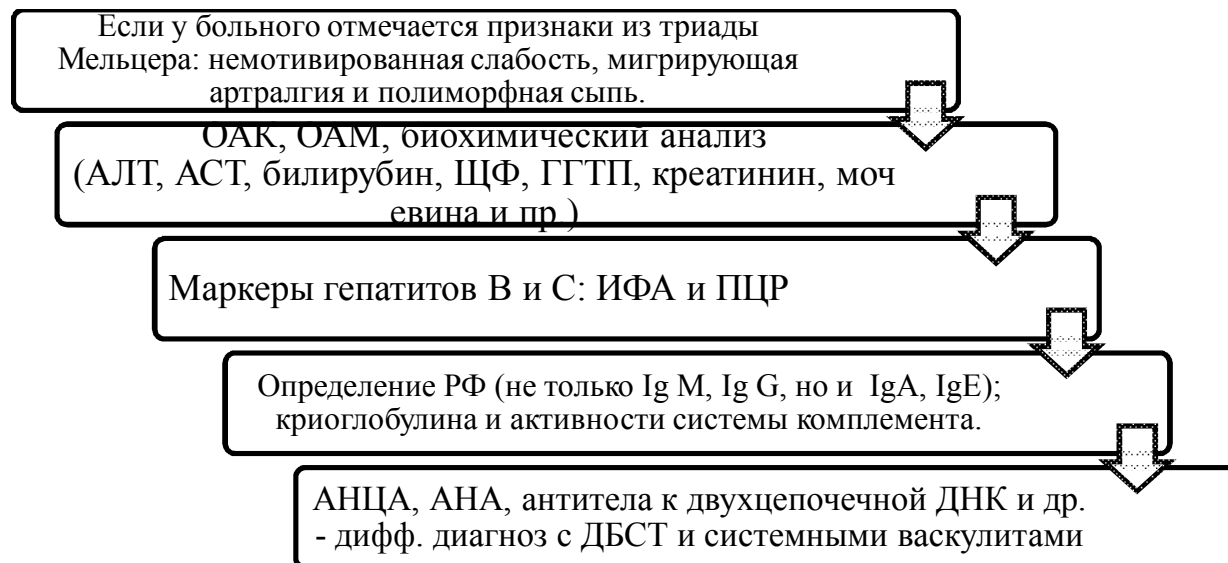 Если у больного отмечается признаки из триады
Мельцера: немотивированная слабость, мигрирующая
артралгия и полиморфная сыпь.
ОАК, ОАМ, биохимический анализ
(АЛТ, АСТ, билирубин, ЩФ, ГГТП, креатинин, моч
евина и пр.)
Маркеры гепатитов В и С: ИФА и ПЦР
Определение РФ (не только Ig M, Ig G, но и IgA, IgE);
криоглобулина и активности системы комплемента.
АНЦА, АНА, антитела к двухцепочечной ДНК и др.
- дифф. диагноз с ДБСТ и системными васкулитами